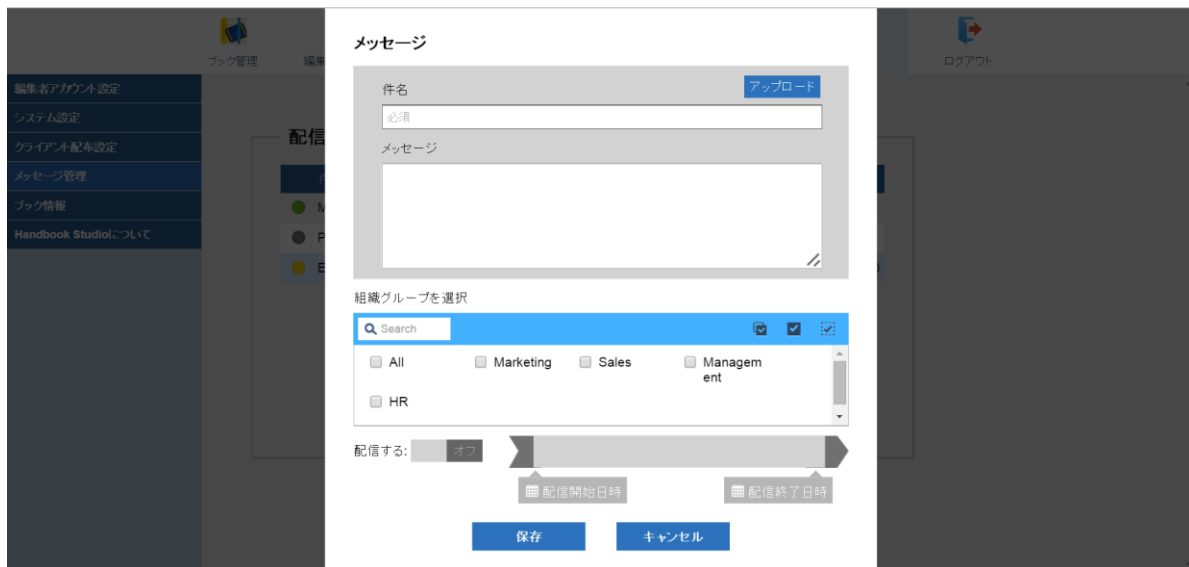 ブック管理
編集
ログアウト
編集者アカウント設定
システム設定
クライアント配布設定
メッセージ管理
ブック情報
Handbook Studioについて
配信
件
M
P
E
メッセージ
件名
アップロード
必須
メッセージ
組織グループを選択
Search
All
Marketing
Sales
Managem
ent
HR
配信する:
オフ
配信開始日時
配信終了日時
保存
キャンセル